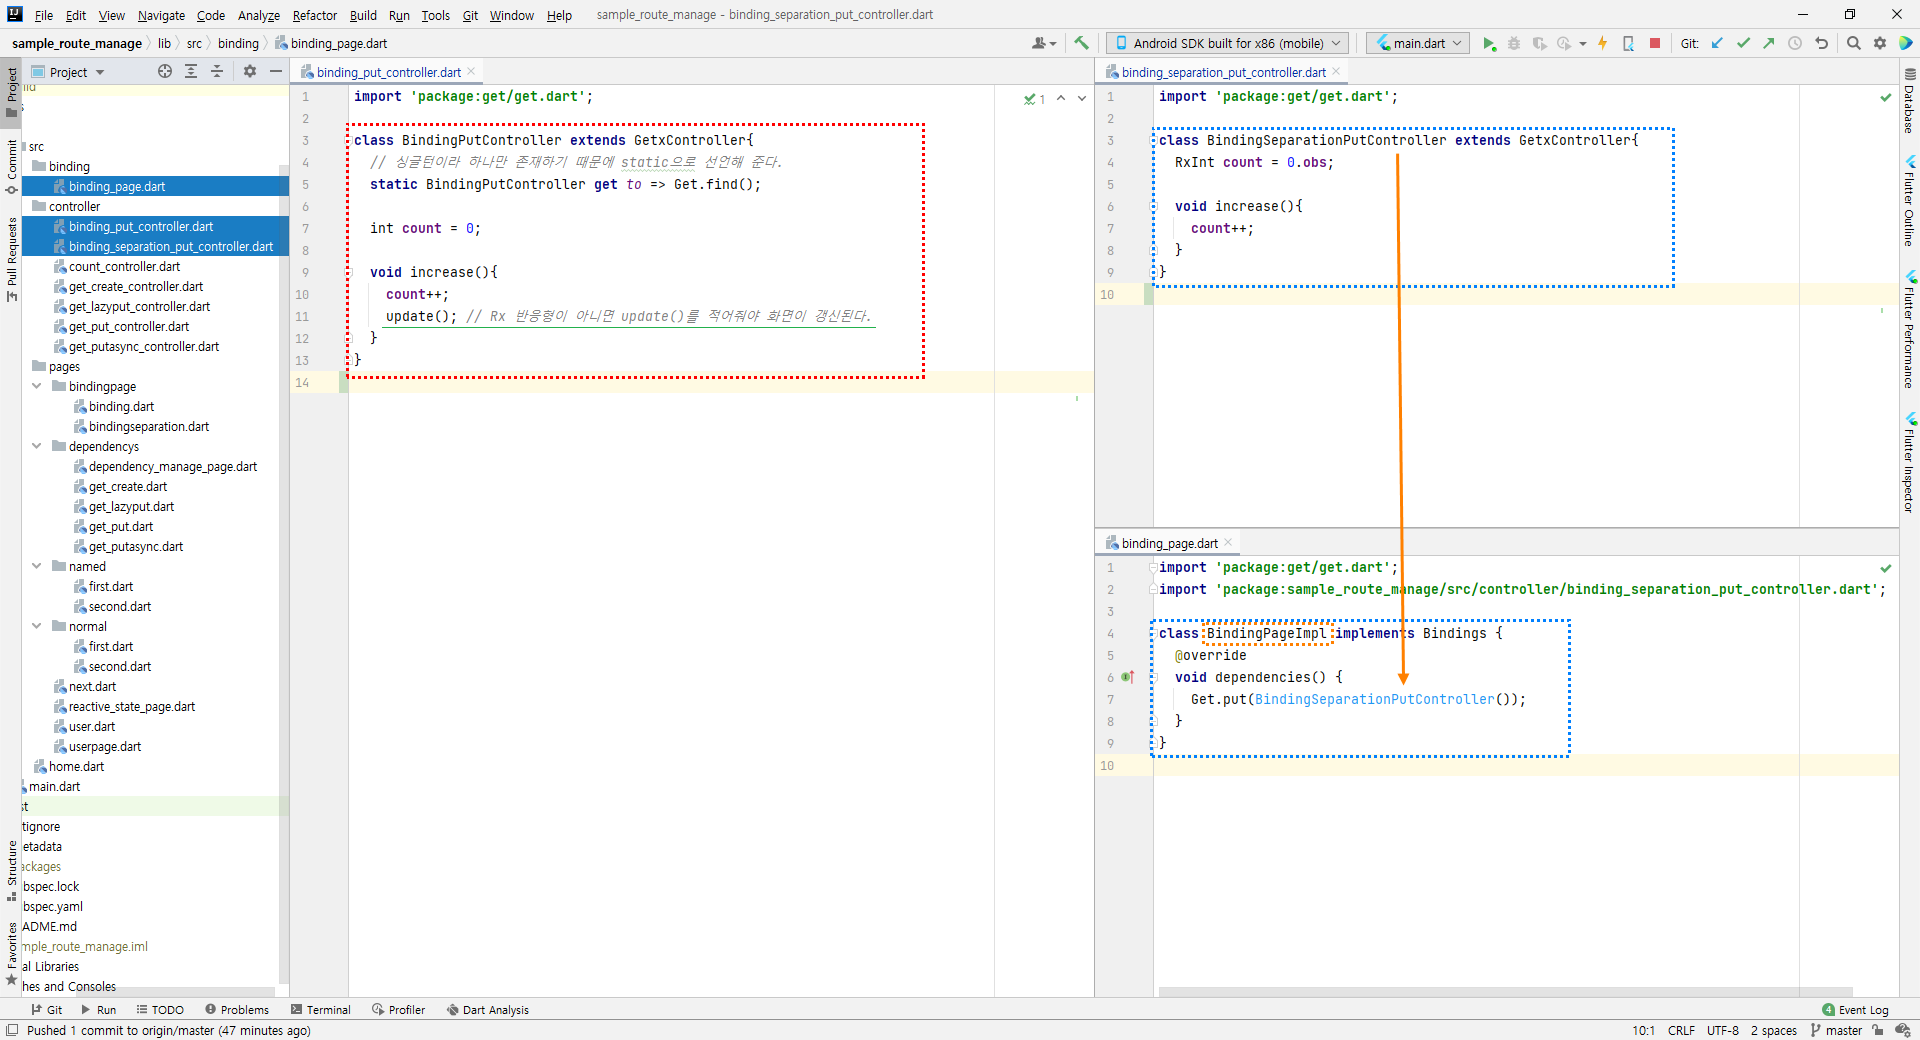 File Edit View Navigate Code Analyze Refactor Build Run Tools Git Window Help sample_route_manage - binding_separation_put_controller.dart
sample_route_manage lib src binding binding_page.dart Android SDK built for x86 (mobile) main.dart Git:
Project
binding_put_controller.dart
binding_separation_put_controller.dart
Project
Commit
Pull Requests
Structure
Favorites
src
binding
binding_page.dart
controller
binding_put_controller.dart
binding_separation_put_controller.dart
count_controller.dart
get_create_controller.dart
get_lazyput_controller.dart
get_put_controller.dart
get_putasync_controller.dart
pages
bindingpage
binding.dart
bindingseparation.dart
dependencys
dependency_manage_page.dart
get_create.dart
get_lazyput.dart
get_put.dart
get_putasync.dart
named
first.dart
second.dart
normal
first.dart
second.dart
next.dart
reactive_state_page.dart
user.dart
userpage.dart
home.dart
main.dart
st
tignore
etadata
ackages
bspec.lock
bspec.yaml
ADME.md
mple_route_manage.iml
al Libraries
hes and Consoles
1 import 'package:get/get.dart'; 1
2
3 class BindingPutController extends GetxController{
4 // 싱글턴이라 하나만 존재하기 때문에 static으로 선언해 준다.
5 static BindingPutController get to => Get.find();
6
7 int count = 0;
8
9 void increase(){
10 count++;
11 update(); // Rx 반응형이 아니면 update()를 적어줘야 화면이 갱신된다.
12 }
13 }
14
1 import 'package:get/get.dart';
2
3 class BindingSeparationPutController extends GetxController{
4 RxInt count = 0.obs;
5
6 void increase(){
7 count++;
8 }
9 }
10
binding_page.dart
1 import 'package:get/get.dart';
2 import 'package:sample_route_manage/src/controller/binding_separation_put_controller.dart';
3
4 class BindingPageImpl implements Bindings {
5 @override
6 void dependencies() {
7 Get.put(BindingSeparationPutController());
8 }
9 }
10
Database
Flutter Outline
Flutter Performance
Flutter Inspector
Git Run TODO Problems Terminal Profiler Dart Analysis 4 Event Log
Pushed 1 commit to origin/master (47 minutes ago) 10:1 CRLF UTF-8 2 spaces master